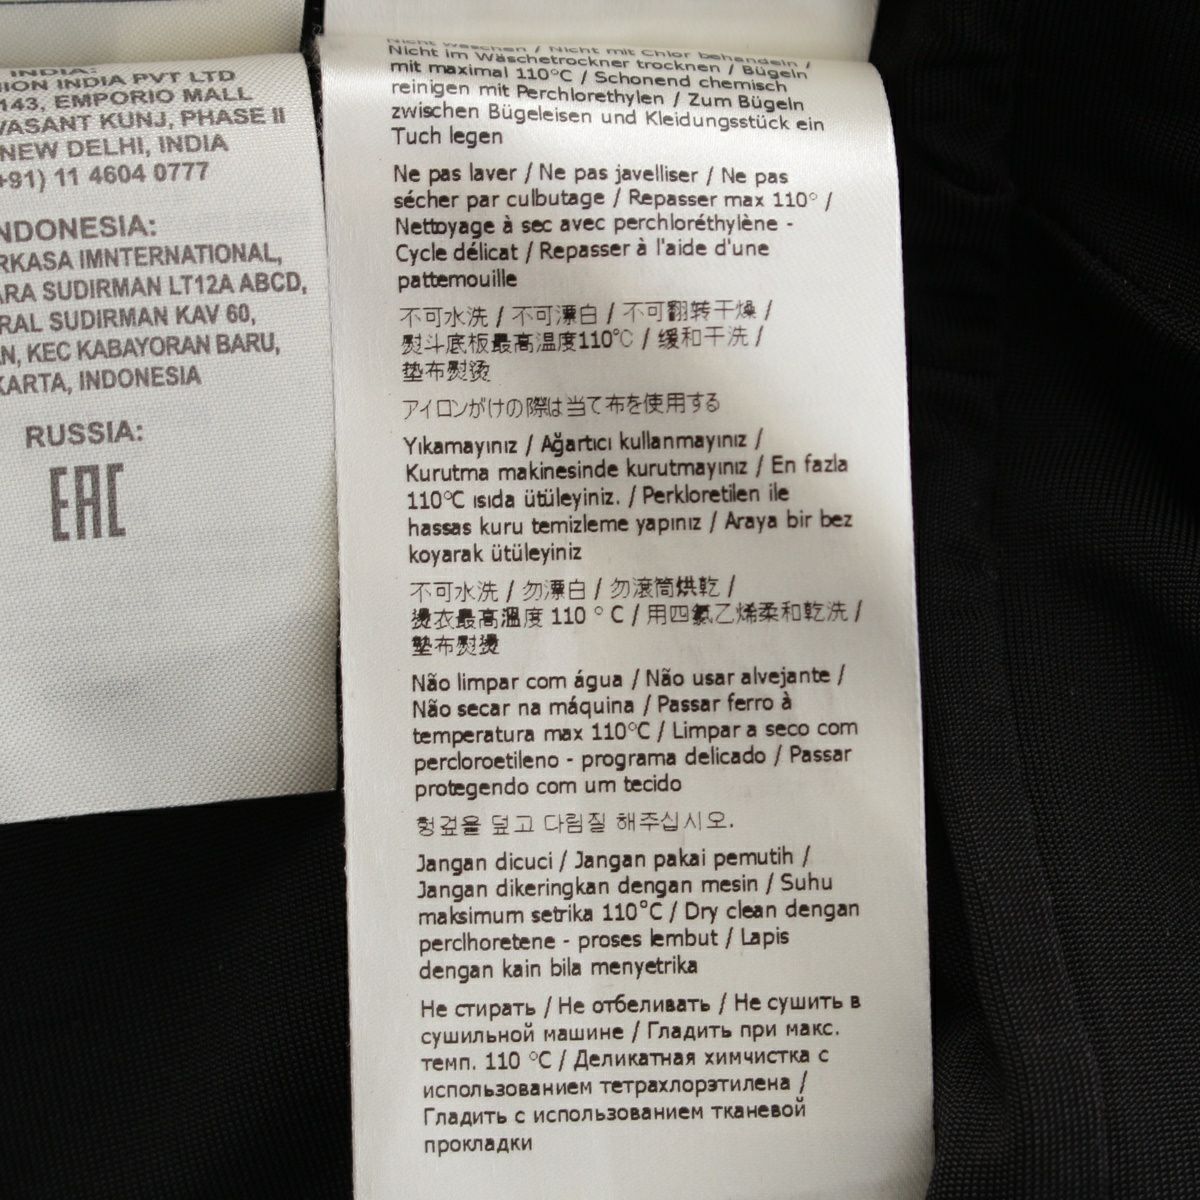 INDIA:
INDIA PVT LTD
143, EMPORIO MALL
VASANT KUNJ, PHASE II
NEW DELHI, INDIA
+91) 11 4604 0777
INDONESIA:
IMNTERNATIONAL,
SUDIRMAN LT12A ABCD,
SUDIRMAN KAV 60,
KEC KABAYORAN BARU,
INDONESIA
RUSSIA:
EAC
Nicht waschen / Nicht mit Chlor behandeln /
Nicht im Wäschetrockner trocknen / Bügeln
mit maximal 110°C / Schonend chemisch
reinigen mit Perchlorethylen / Zum Bügeln
zwischen Bügeleisen und Kleidungsstück ein
Tuch legen
Ne pas laver / Ne pas javelliser / Ne pas
sécher par culbutage / Repasser max 110° /
Nettoyage à sec avec perchloréthylène -
Cycle délicat / Repasser à l'aide d'une
pattemouille
不可水洗 / 不可漂白 / 不可翻转干燥 /
熨斗底板最高温度110°C / 缓和干洗 /
垫布熨烫
アイロンがけの際は当て布を使用する
Yıkamayınız / Ağartıcı kullanmayınız /
Kurutma makinesinde kurutmayınız / En fazla
110°C ısıda ütüleyiniz. / Perkloretilen ile
hassas kuru temizleme yapınız / Araya bir bez
koyarak ütüleyiniz
不可水洗 / 勿漂白 / 勿滾筒烘乾 /
燙衣最高溫度 110 ° C / 用四氯乙烯柔和乾洗 /
墊布熨燙
Não limpar com água / Não usar alvejante /
Não secar na máquina / Passar ferro à
temperatura max 110°C / Limpar a seco com
percloroetileno - programa delicado / Passar
protegendo com um tecido
헝겊을 덮고 다림질 해주십시오.
Jangan dicuci / Jangan pakai pemutih /
Jangan dikeringkan dengan mesin / Suhu
maksimum setrika 110°C / Dry clean dengan
perclhoretene - proses lembut / Lapis
dengan kain bila menyetrika
Не стирать / Не отбеливать / Не сушить в
сушильной машине / Гладить при макс.
темп. 110 °C / Деликатная химчистка с
использованием тетрахлорэтилена /
Гладить с использованием тканевой
прокладки